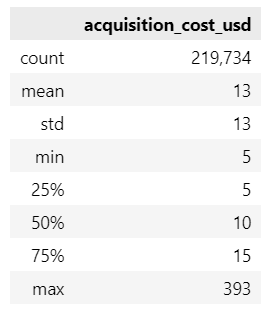 acquisition_cost_usd
count 219,734
mean 13
std 13
min 5
25% 5
50% 10
75% 15
max 393